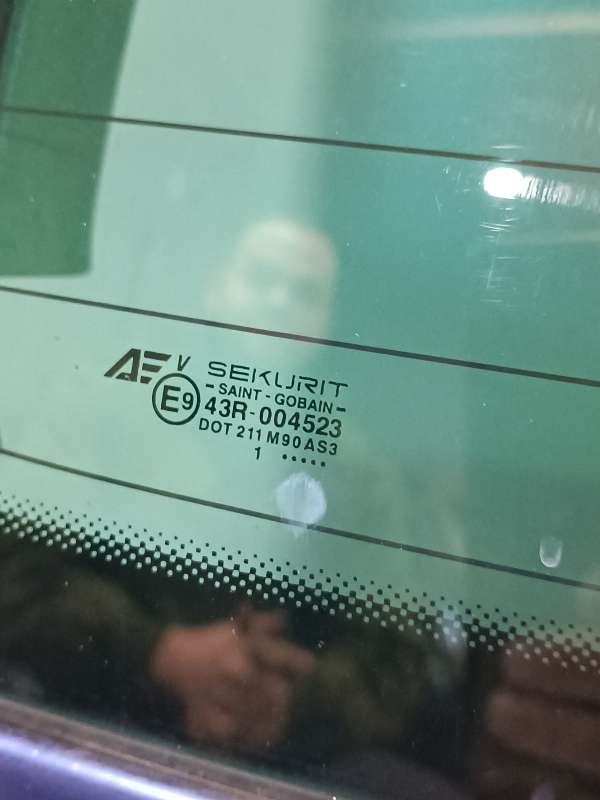 AE V SEKURIT
- SAINT - GOBAIN -
E9 43R-004523
DOT 211 M90 AS3
1 .....